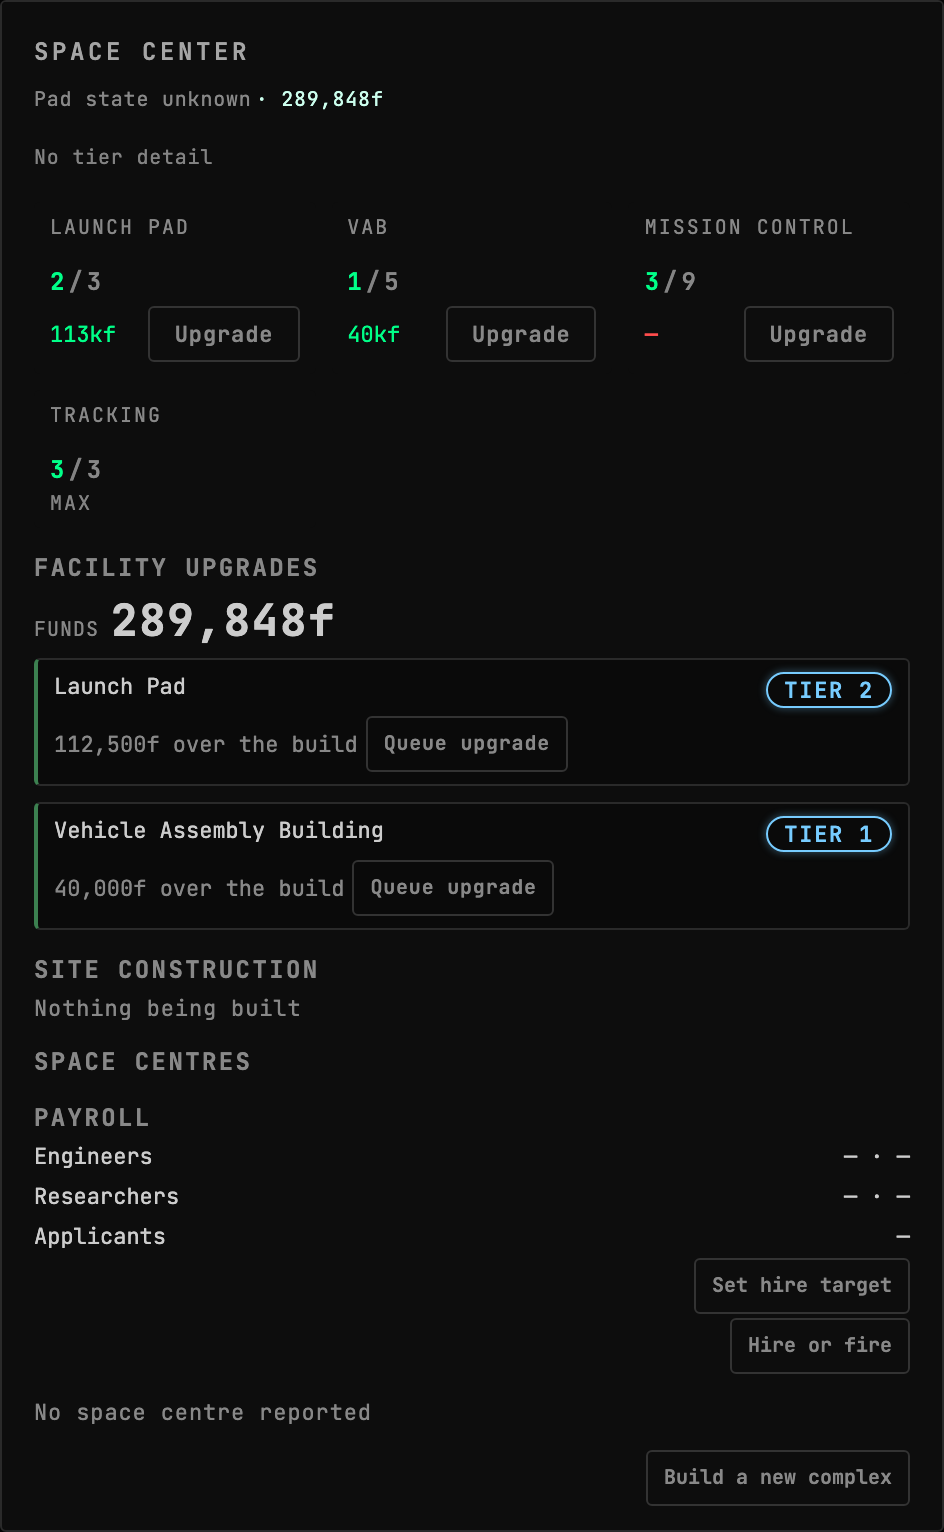 SPACE CENTER
Pad state unknown · 289,848f
No tier detail
LAUNCH PAD VAB MISSION CONTROL
2/3 1/5 3/9
113kf Upgrade 40kf Upgrade — Upgrade
TRACKING
3/3
MAX
FACILITY UPGRADES
FUNDS 289,848f
Launch Pad TIER 2
112,500f over the build Queue upgrade
Vehicle Assembly Building TIER 1
40,000f over the build Queue upgrade
SITE CONSTRUCTION
Nothing being built
SPACE CENTRES
PAYROLL
Engineers — · —
Researchers — · —
Applicants —
Set hire target
Hire or fire
No space centre reported
Build a new complex